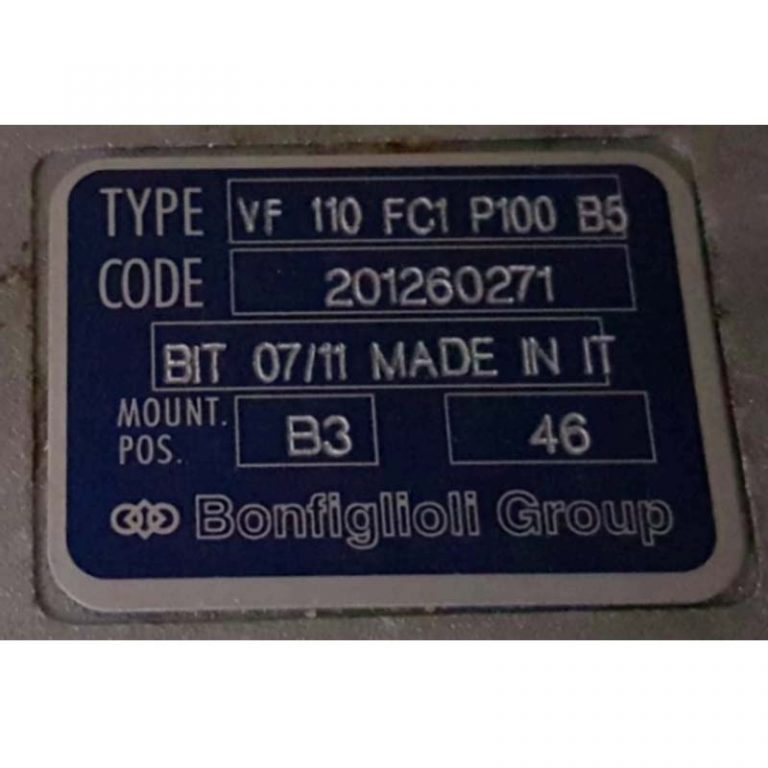 TYPE VF 110 FC1 P100 B5
CODE 201260271
BIT 07/11 MADE IN IT
MOUNT. POS. B3 46
Bonfiglioli Group